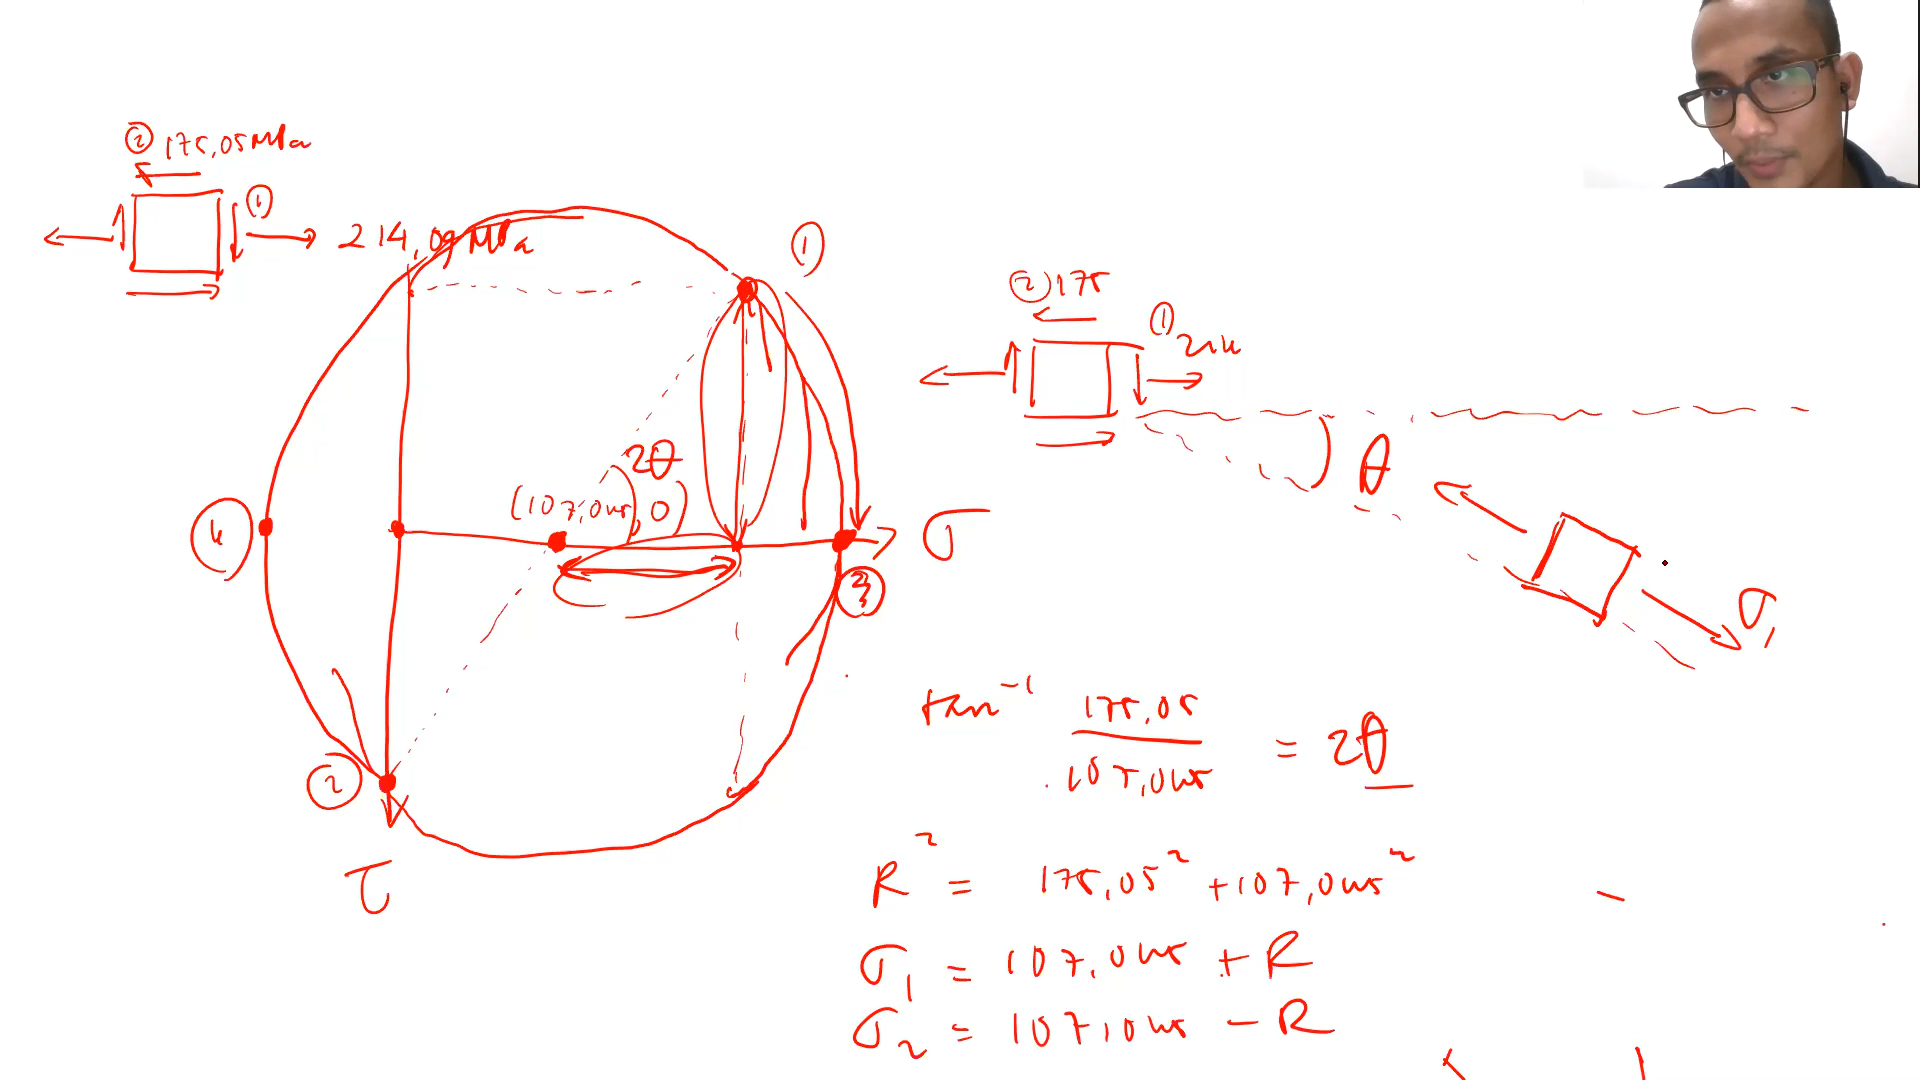 ② 175,05 MPa
①
214,09 MPa
①
2θ
(107,045, 0)
σ
4
3
2
τ
② 175
① 214
θ
σ₁
tan⁻¹ 175,05 / 107,045 = 2θ
R² = 175,05² + 107,045²
σ₁ = 107,045 + R
σ₂ = 107,045 − R